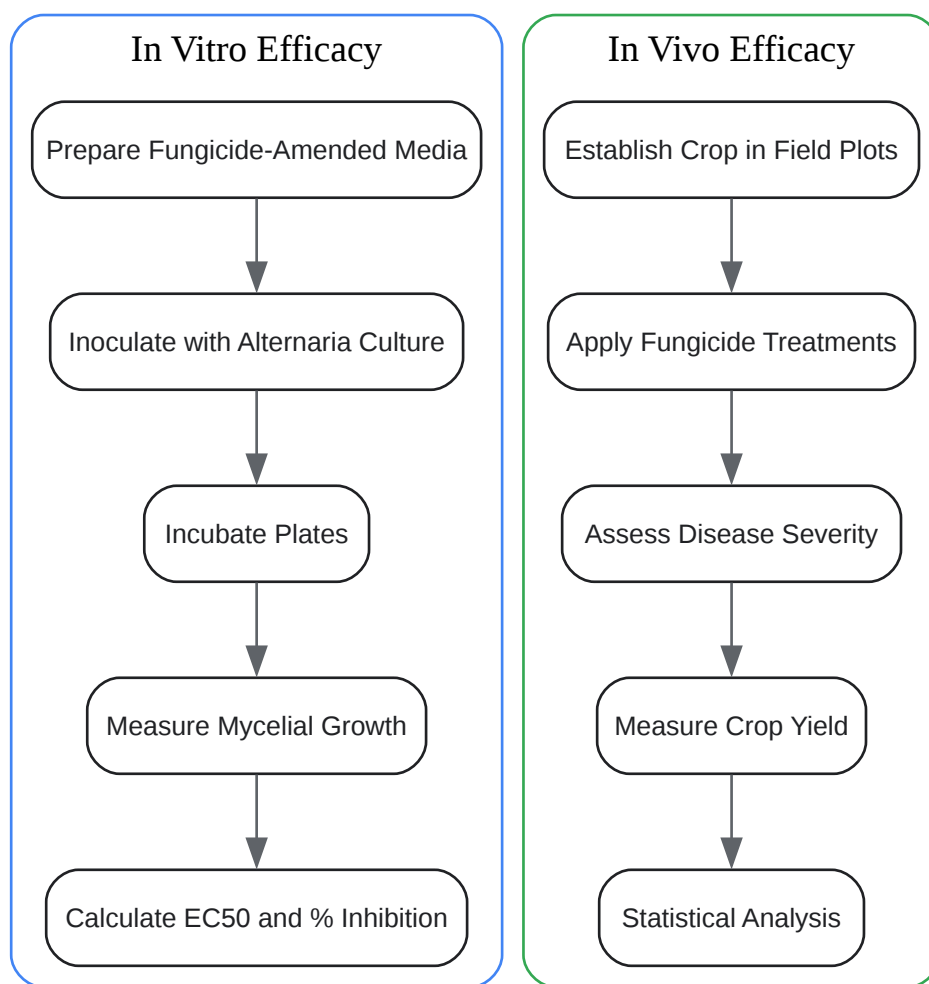 In Vitro Efficacy
Prepare Fungicide-Amended Media
Inoculate with Alternaria Culture
Incubate Plates
Measure Mycelial Growth
Calculate EC50 and % Inhibition
In Vivo Efficacy
Establish Crop in Field Plots
Apply Fungicide Treatments
Assess Disease Severity
Measure Crop Yield
Statistical Analysis